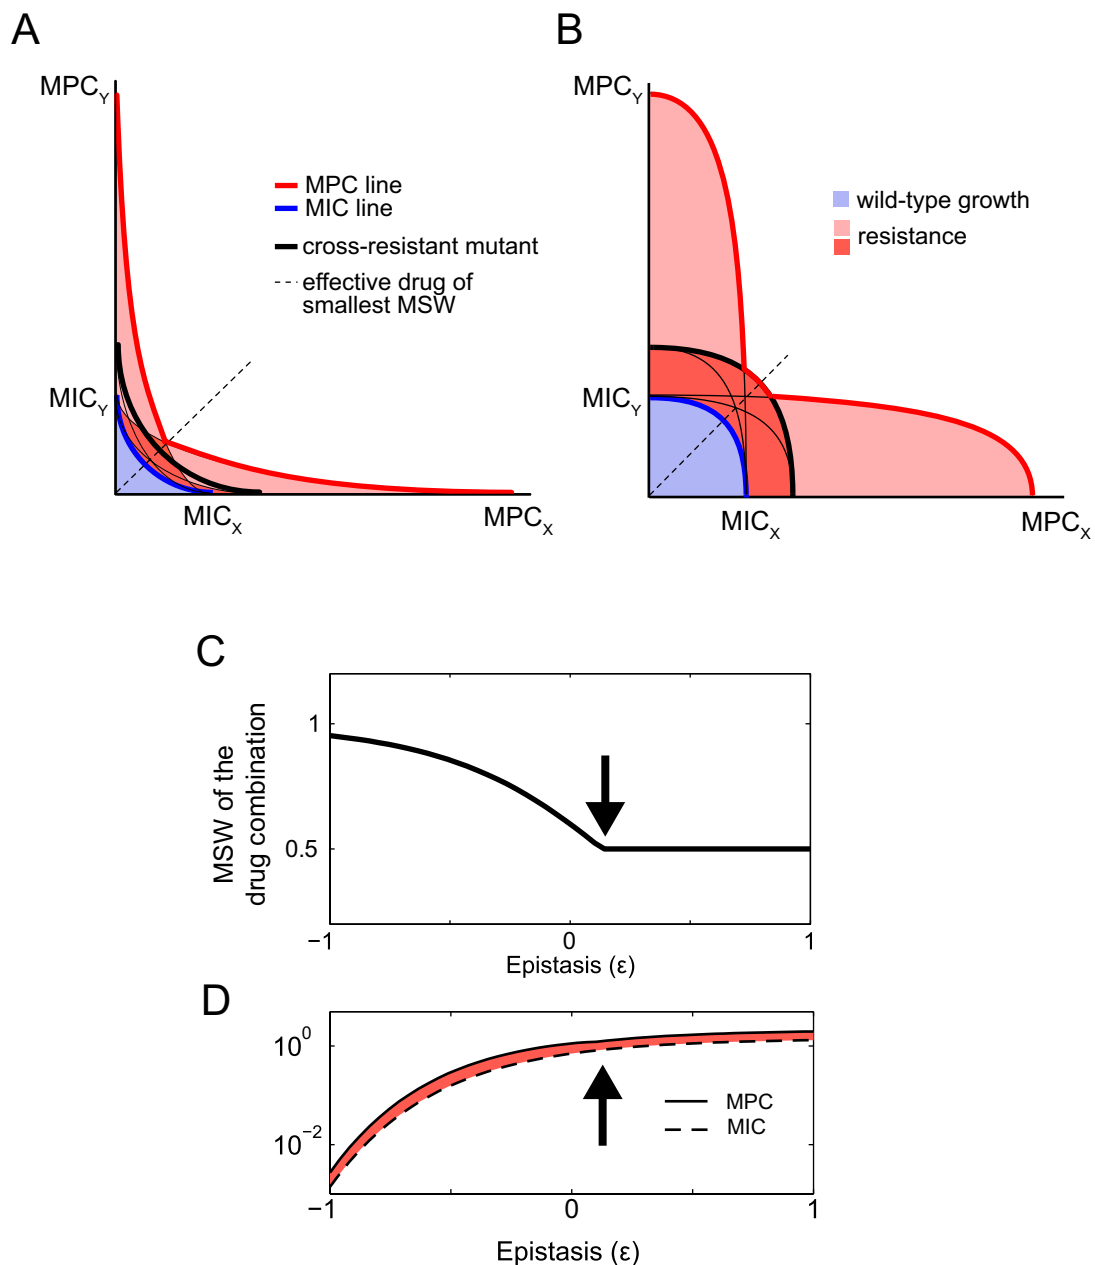 A
MPC_Y
MIC_Y
MPC line
MIC line
cross-resistant mutant
effective drug of
smallest MSW
MIC_X
MPC_X
B
MPC_Y
MIC_Y
wild-type growth
resistance
MIC_X
MPC_X
C
MSW of the
drug combination
1
0.5
−1
0
1
Epistasis (ε)
D
10^0
10^−2
MPC
MIC
−1
0
1
Epistasis (ε)